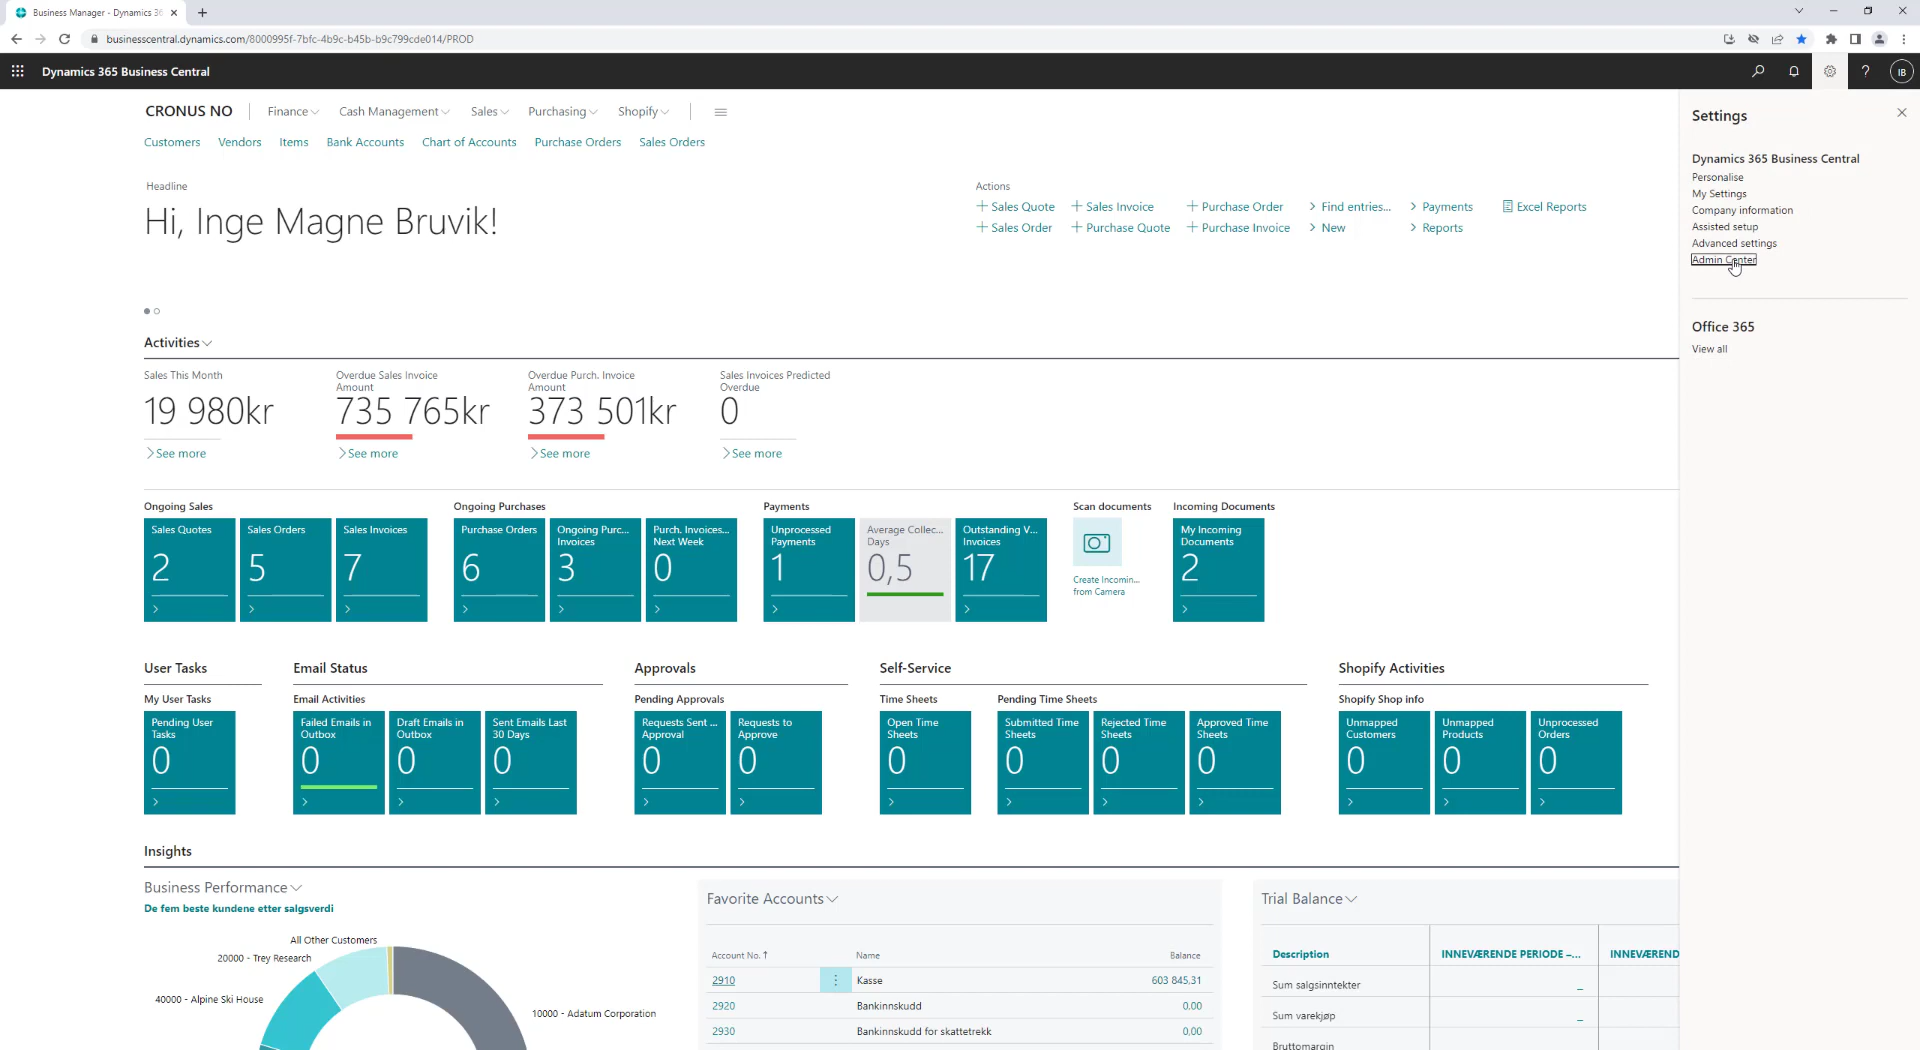 Business Manager - Dynamics 36
businesscentral.dynamics.com/8000995f-7bfc-4b9c-b45b-b9c799cde014/PROD
Dynamics 365 Business Central
IB
CRONUS NO
Finance
Cash Management
Sales
Purchasing
Shopify
Customers
Vendors
Items
Bank Accounts
Chart of Accounts
Purchase Orders
Sales Orders
Headline
Hi, Inge Magne Bruvik!
Actions
Sales Quote
Sales Invoice
Purchase Order
Find entries...
Payments
Excel Reports
Sales Order
Purchase Quote
Purchase Invoice
New
Reports
Settings
Dynamics 365 Business Central
Personalise
My Settings
Company information
Assisted setup
Advanced settings
Admin Center
Office 365
View all
Activities
Sales This Month
19 980kr
See more
Overdue Sales Invoice
Amount
735 765kr
See more
Overdue Purch. Invoice
Amount
373 501kr
See more
Sales Invoices Predicted
Overdue
0
See more
Ongoing Sales
Sales Quotes
2
Sales Orders
5
Sales Invoices
7
Ongoing Purchases
Purchase Orders
6
Ongoing Purc...
Invoices
3
Purch. Invoices...
Next Week
0
Payments
Unprocessed
Payments
1
Average Collec...
Days
0,5
Outstanding V...
Invoices
17
Scan documents
Create Incomin...
from Camera
Incoming Documents
My Incoming
Documents
2
User Tasks
My User Tasks
Pending User
Tasks
0
Email Status
Email Activities
Failed Emails in
Outbox
0
Draft Emails in
Outbox
0
Sent Emails Last
30 Days
0
Approvals
Pending Approvals
Requests Sent ...
Approval
0
Requests to
Approve
0
Self-Service
Time Sheets
Open Time
Sheets
0
Pending Time Sheets
Submitted Time
Sheets
0
Rejected Time
Sheets
0
Approved Time
Sheets
0
Shopify Activities
Shopify Shop info
Unmapped
Customers
0
Unmapped
Products
0
Unprocessed
Orders
0
Insights
Business Performance
De fem beste kundene etter salgsverdi
All Other Customers
20000 - Trey Research
40000 - Alpine Ski House
10000 - Adatum Corporation
Favorite Accounts
Account No. ↑ Name Balance
2910 Kasse 603 845,31
2920 Bankinnskudd 0,00
2930 Bankinnskudd for skattetrekk 0,00
Trial Balance
Description INNEVÆRENDE PERIODE –... INNEVÆREND
Sum salgsinntekter –
Sum varekjøp –
Bruttomargin